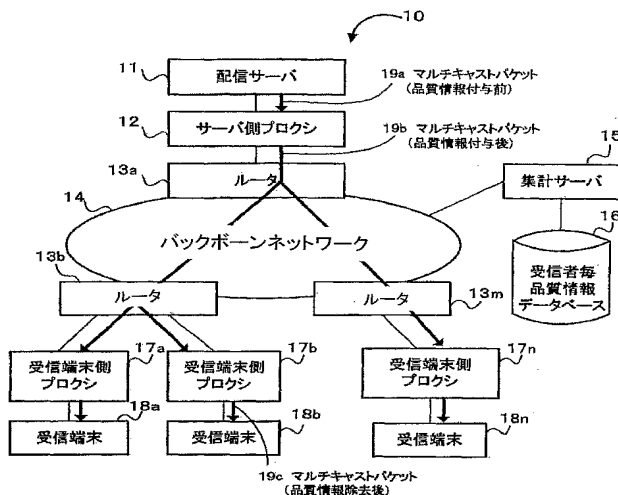 10
11
配信サーバ
19a マルチキャストパケット
(品質情報付与前)
12
サーバ側プロクシ
19b マルチキャストパケット
(品質情報付与後)
13a
ルータ
15
集計サーバ
14
バックボーンネットワーク
16
受信者毎
品質情報
データベース
13b
ルータ
ルータ
13m
17a
受信端末側
プロクシ
17b
受信端末側
プロクシ
17n
受信端末側
プロクシ
18a
受信端末
受信端末
18b
受信端末
18n
19c マルチキャストパケット
(品質情報除去後)